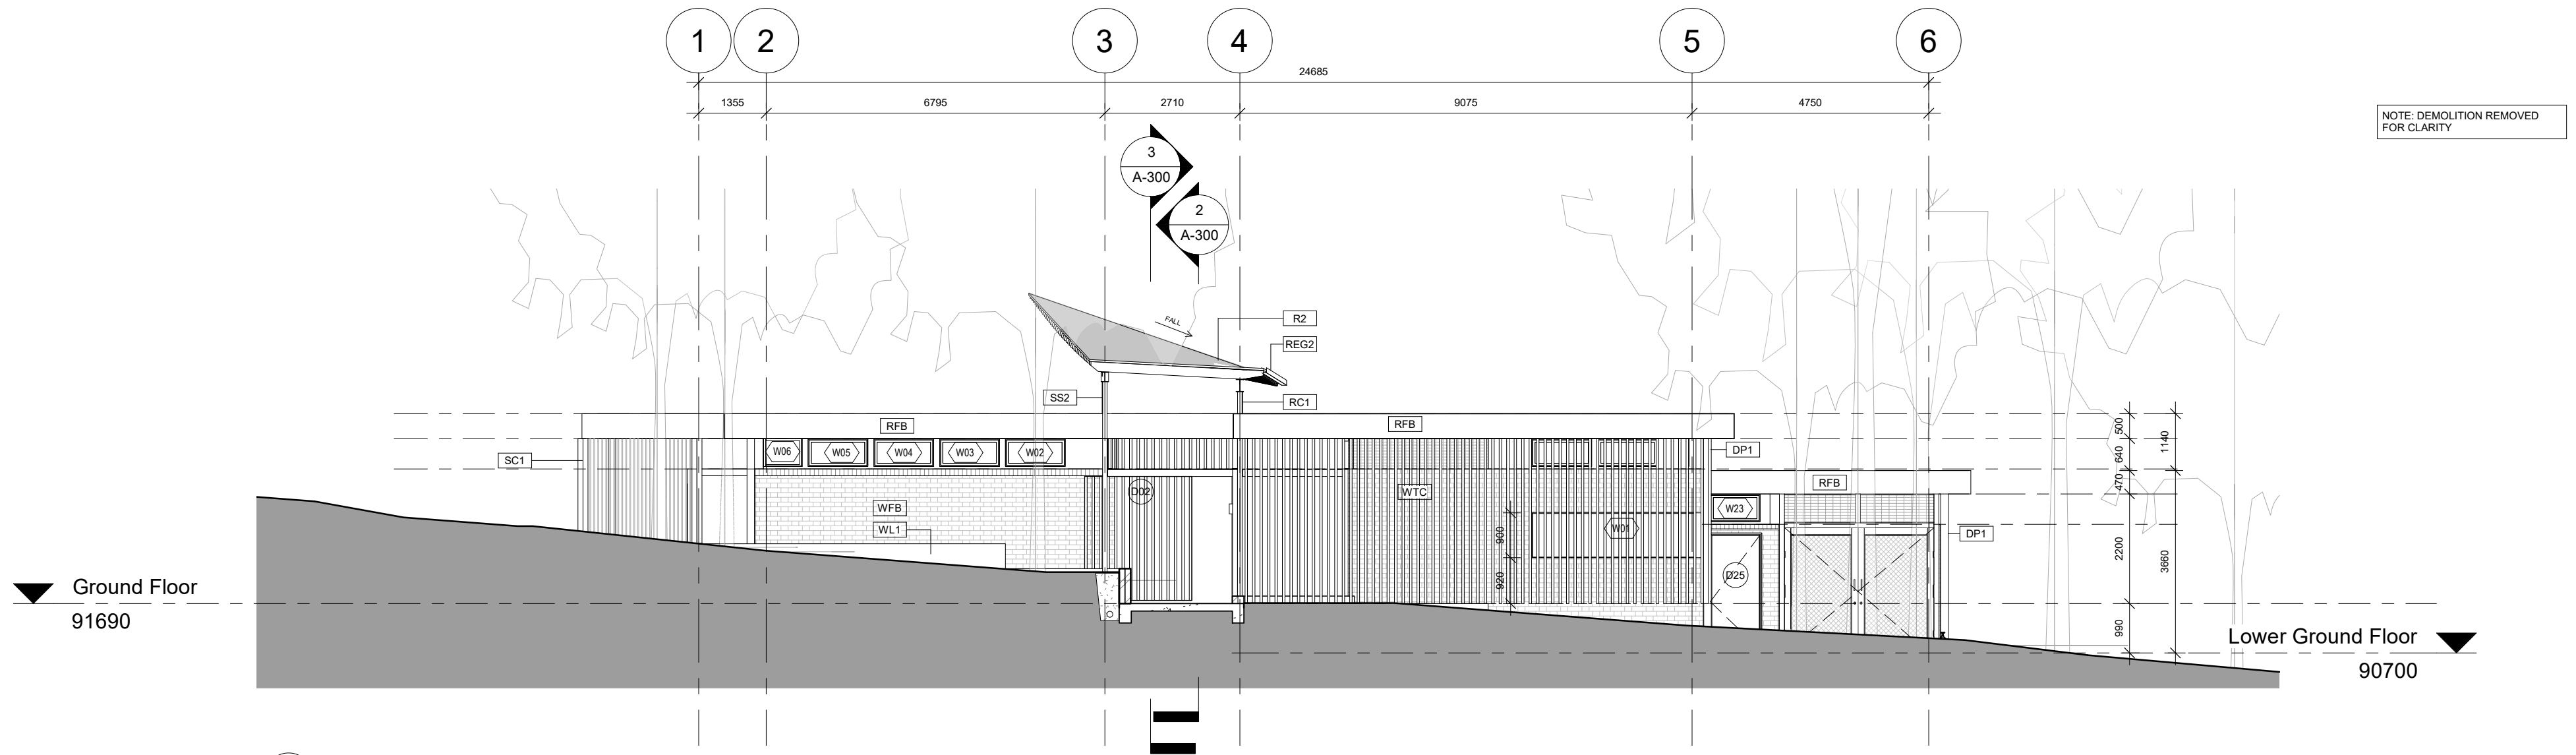 1
2
3
4
5
6
24685
1355
6795
2710
9075
4750
NOTE: DEMOLITION REMOVED
FOR CLARITY
3
A-300
2
A-300
FALL
R2
REG2
SS2
RC1
RFB
RFB
W06
W05
W04
W03
W02
SC1
DP1
500
640
1140
470
RFB
D02
WTC
WFB
WL1
W01
W23
900
920
D25
DP1
2200
3660
990
Ground Floor
91690
Lower Ground Floor
90700